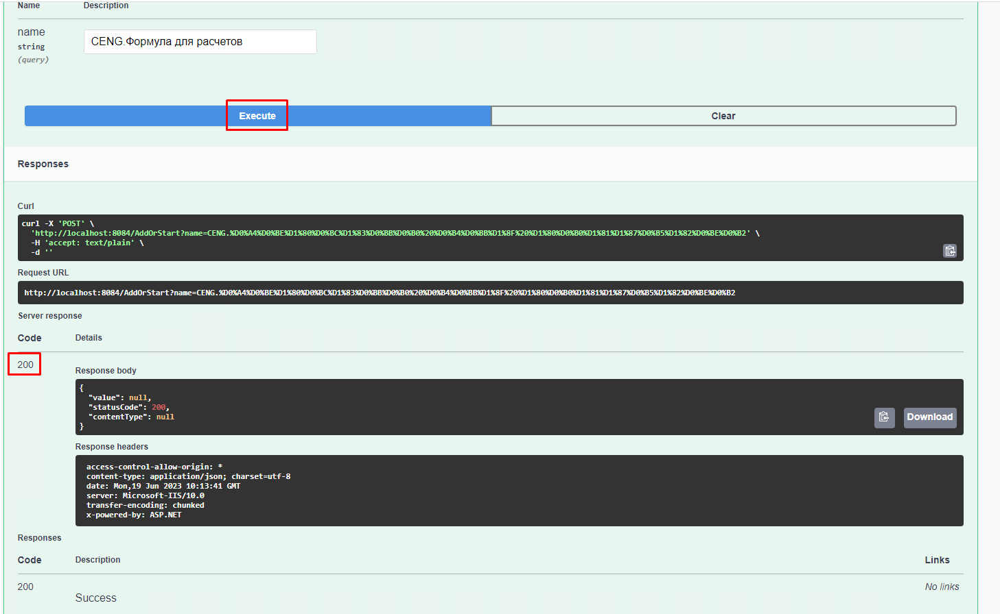 Name Description
name
string
(query)
CENG.Формула для расчетов
Execute Clear
Responses
Curl
curl -X 'POST' \
'http://localhost:8084/AddOrStart?name=CENG.%D0%A4%D0%BE%D1%80%D0%BC%D1%83%D0%BB%D0%B0%20%D0%B4%D0%BB%D1%8F%20%D1%80%D0%B0%D1%81%D1%87%D0%B5%D1%82%D0%BE%D0%B2' \
-H 'accept: text/plain' \
-d ''
Request URL
http://localhost:8084/AddOrStart?name=CENG.%D0%A4%D0%BE%D1%80%D0%BC%D1%83%D0%BB%D0%B0%20%D0%B4%D0%BB%D1%8F%20%D1%80%D0%B0%D1%81%D1%87%D0%B5%D1%82%D0%BE%D0%B2
Server response
Code Details
200
Response body
{
"value": null,
"statusCode": 200,
"contentType": null
}
Download
Response headers
access-control-allow-origin: *
content-type: application/json; charset=utf-8
date: Mon,19 Jun 2023 10:13:41 GMT
server: Microsoft-IIS/10.0
transfer-encoding: chunked
x-powered-by: ASP.NET
Responses
Code Description Links
200 No links
Success